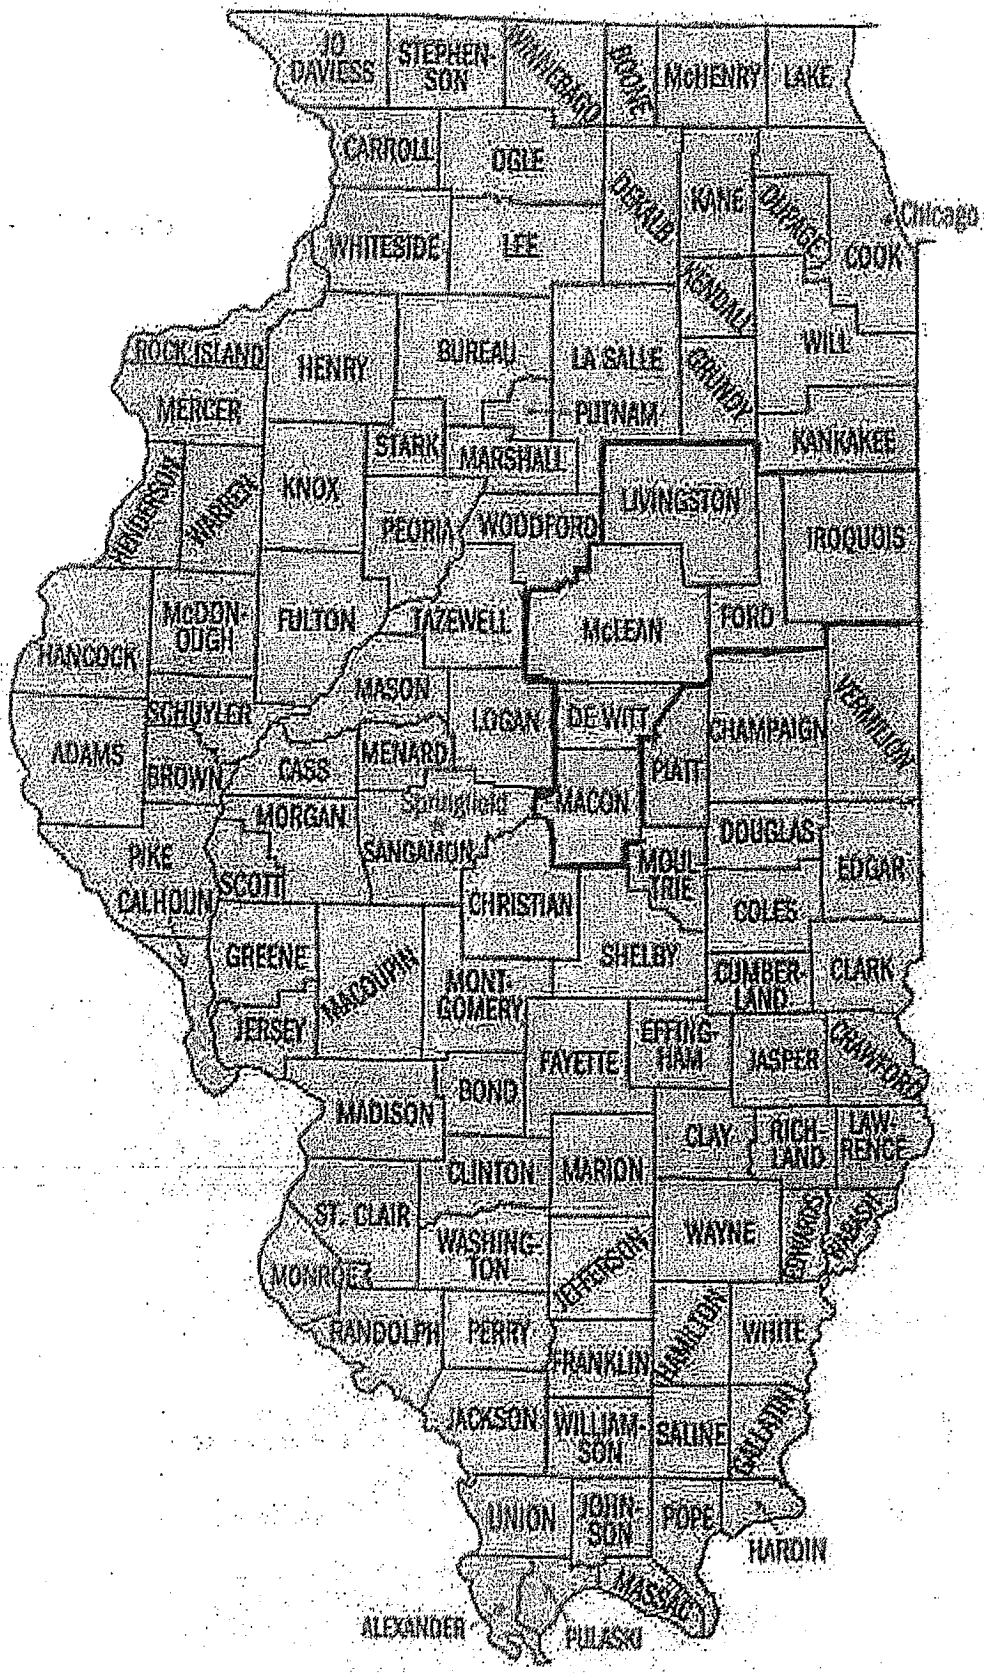 JO
DAVIESS
STEPHEN-
SON
WINNEBAGO
BOONE
McHENRY
LAKE
CARROLL
OGLE
DEKALB
KANE
DUPAGE
Chicago
COOK
WHITESIDE
LEE
KENDALL
WILL
ROCK ISLAND
HENRY
BUREAU
LA SALLE
GRUNDY
MERCER
PUTNAM
KANKAKEE
STARK
MARSHALL
HENDERSON
WARREN
KNOX
LIVINGSTON
PEORIA
WOODFORD
IROQUOIS
McDON-
OUGH
FULTON
TAZEWELL
McLEAN
FORD
HANCOCK
MASON
SCHUYLER
LOGAN
DE WITT
CHAMPAIGN
VERMILION
ADAMS
BROWN
CASS
MENARD
PIATT
Springfield
MACON
MORGAN
DOUGLAS
PIKE
SCOTT
SANGAMON
MOUL-
TRIE
EDGAR
CALHOUN
CHRISTIAN
COLES
GREENE
MACOUPIN
SHELBY
CUMBER-
LAND
CLARK
MONT-
GOMERY
JERSEY
EFFING-
HAM
FAYETTE
JASPER
CRAWFORD
BOND
MADISON
CLAY
RICH-
LAND
LAW-
RENCE
CLINTON
MARION
ST. CLAIR
WAYNE
EDWARDS
WABASH
WASHING-
TON
JEFFERSON
MONROE
RANDOLPH
PERRY
HAMILTON
WHITE
FRANKLIN
JACKSON
WILLIAM-
SON
SALINE
GALLATIN
UNION
JOHN-
SON
POPE
HARDIN
MASSAC
ALEXANDER
PULASKI